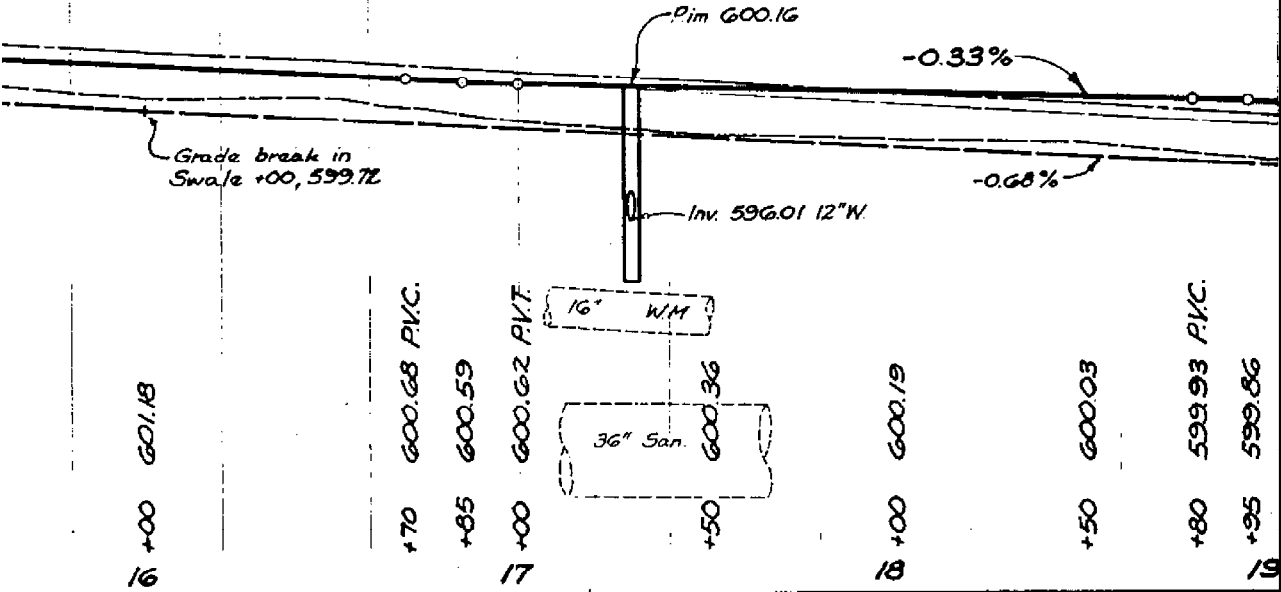 Rim 600.16
-0.33%
Grade break in
Swale +00, 599.72
-0.68%
Inv. 596.01 12"W.
16" WM
36" San.
+00 601.18
+70 600.68 P.V.C.
+85 600.59
+00 600.62 P.V.T.
+50 600.36
+00 600.19
+50 600.03
+80 599.93 P.V.C.
+95 599.86
16
17
18
19